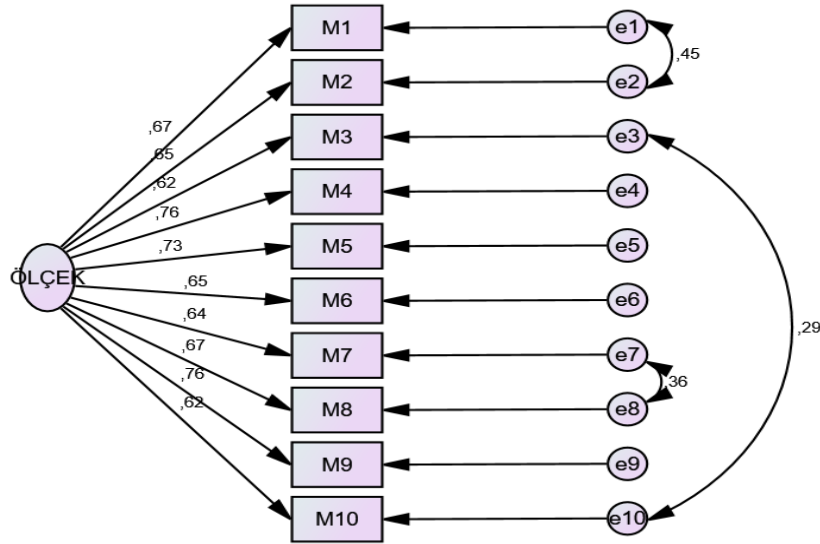 M1
e1
,45
M2
e2
,67
M3
e3
,65
,62
M4
e4
,76
,73
M5
e5
ÖLÇEK
,65
M6
e6
,29
,64
M7
e7
,67
,36
,76
M8
e8
,62
M9
e9
M10
e10